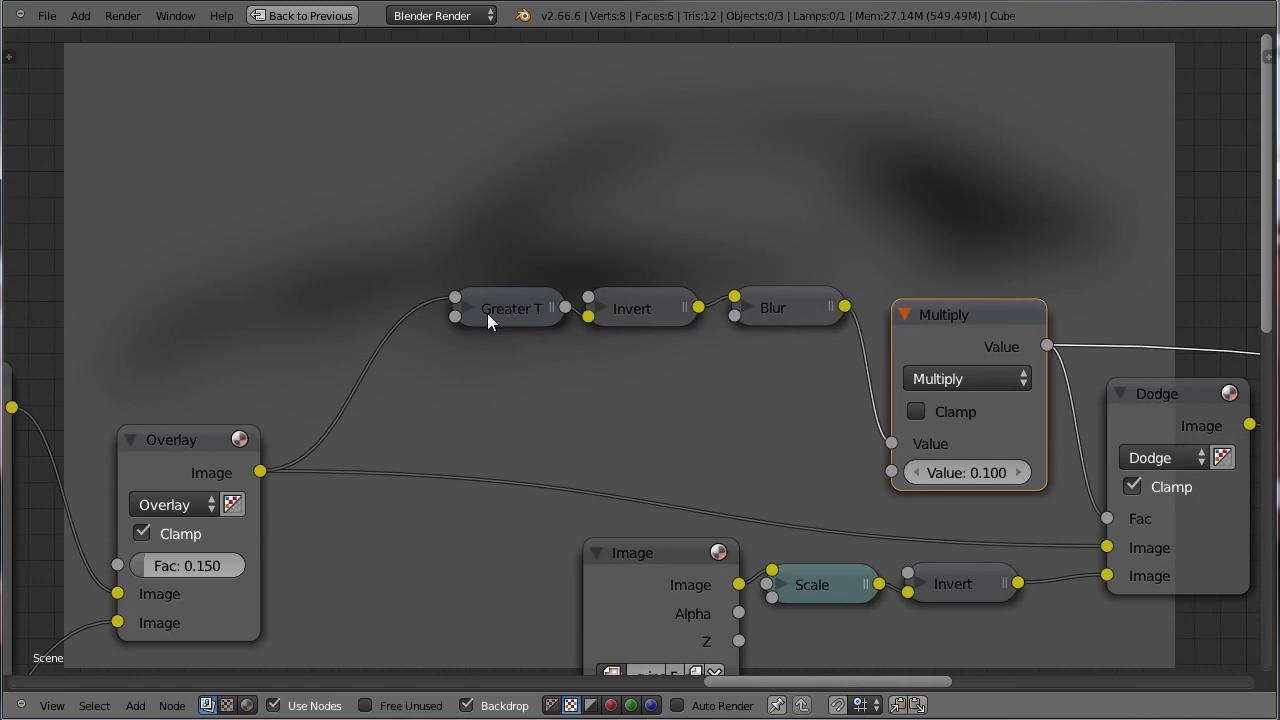 File Add Render Window Help Back to Previous Blender Render v2.66.6 | Verts:8 | Faces:6 | Tris:12 | Objects:0/3 | Lamps:0/1 | Mem:27.14M (549.49M) | Cube
Greater T
Invert
Blur
Multiply
Value
Multiply
Clamp
Value
Value: 0.100
Dodge
Image
Dodge
Clamp
Fac
Image
Image
Overlay
Image
Overlay
Clamp
Fac: 0.150
Image
Image
Image
Image
Alpha
Z
Scale
Invert
Scene
View Select Add Node Use Nodes Free Unused Backdrop Auto Render